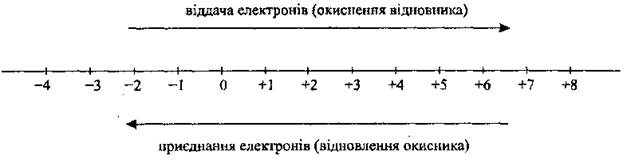 віддача електронів (окиснення відновника)
−4 −3 −2 −1 0 +1 +2 +3 +4 +5 +6 +7 +8
приєднання електронів (відновлення окисника)